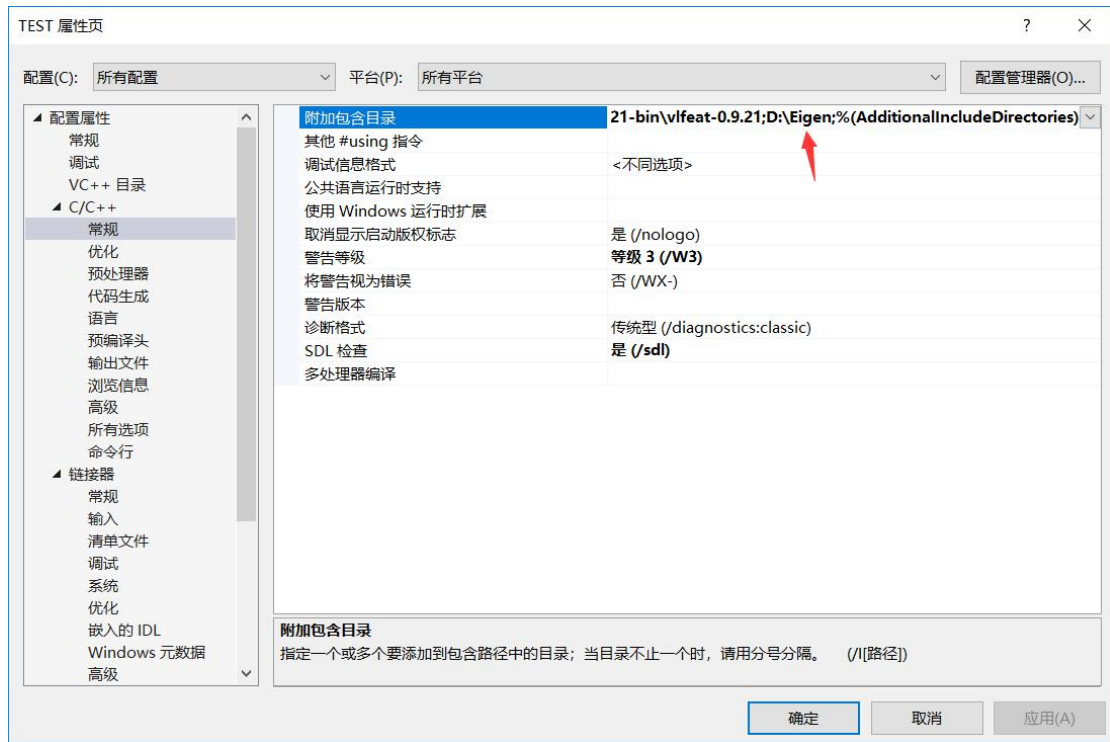 TEST 属性页
配置(C): 所有配置 平台(P): 所有平台 配置管理器(O)...
配置属性
常规
调试
VC++ 目录
C/C++
常规
优化
预处理器
代码生成
语言
预编译头
输出文件
浏览信息
高级
所有选项
命令行
链接器
常规
输入
清单文件
调试
系统
优化
嵌入的 IDL
Windows 元数据
高级
附加包含目录 21-bin\vlfeat-0.9.21;D:\Eigen;%(AdditionalIncludeDirectories)
其他 #using 指令
调试信息格式 <不同选项>
公共语言运行时支持
使用 Windows 运行时扩展
取消显示启动版权标志 是 (/nologo)
警告等级 等级 3 (/W3)
将警告视为错误 否 (/WX-)
警告版本
诊断格式 传统型 (/diagnostics:classic)
SDL 检查 是 (/sdl)
多处理器编译
附加包含目录
指定一个或多个要添加到包含路径中的目录；当目录不止一个时，请用分号分隔。 (/I[路径])
确定 取消 应用(A)